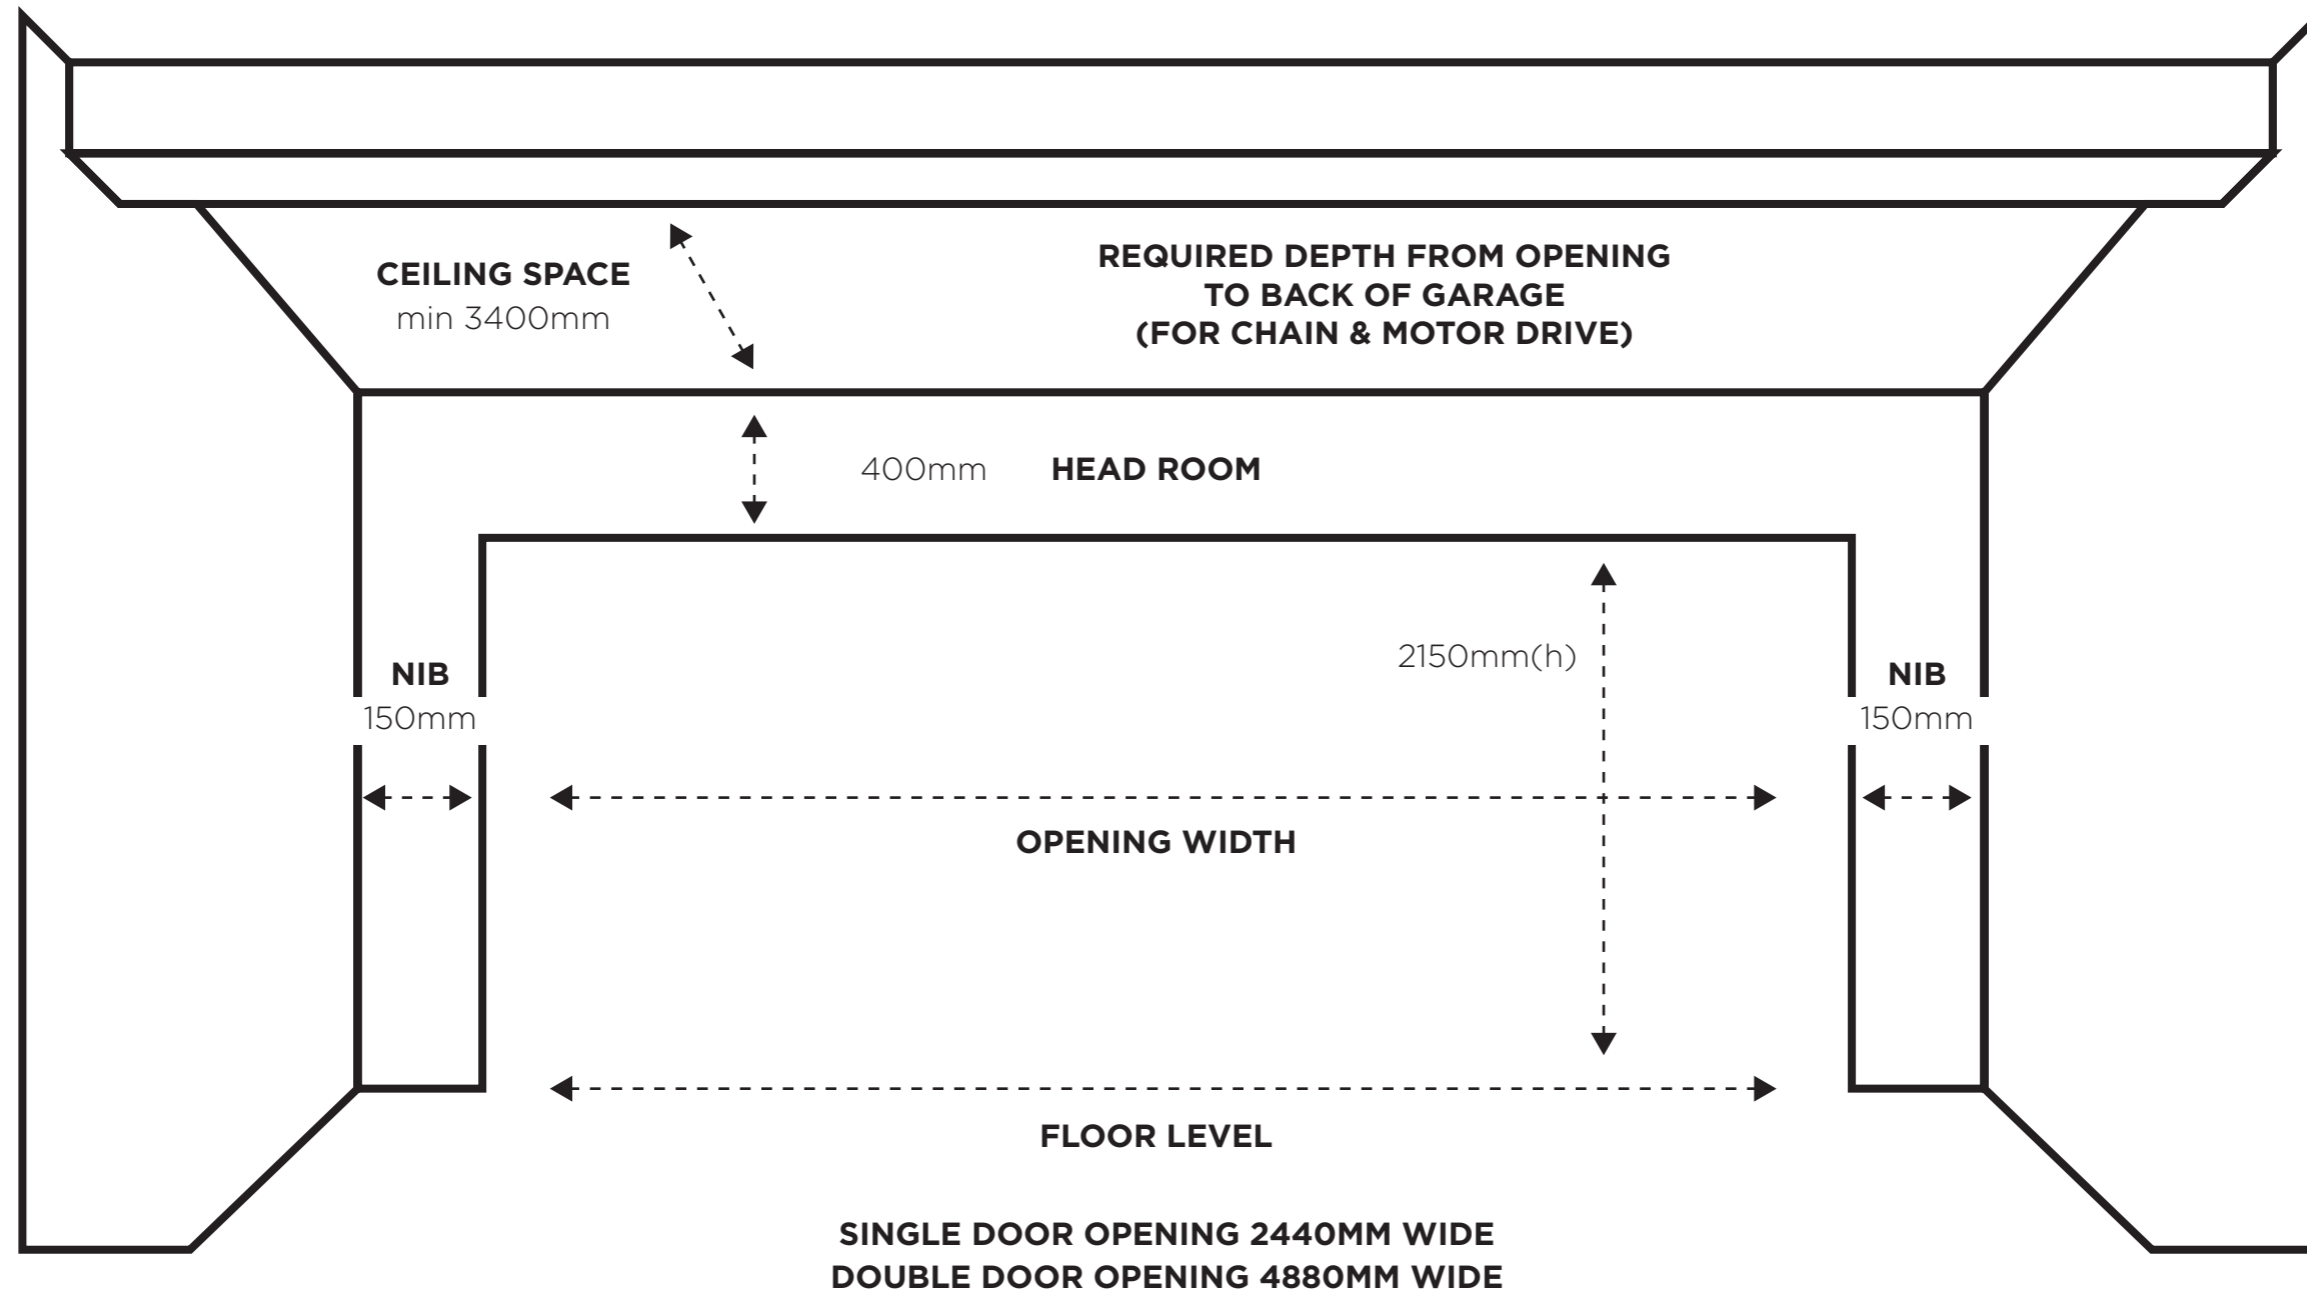 CEILING SPACE
min 3400mm
REQUIRED DEPTH FROM OPENING
TO BACK OF GARAGE
(FOR CHAIN & MOTOR DRIVE)
400mm HEAD ROOM
2150mm(h)
NIB
150mm
NIB
150mm
OPENING WIDTH
FLOOR LEVEL
SINGLE DOOR OPENING 2440MM WIDE
DOUBLE DOOR OPENING 4880MM WIDE